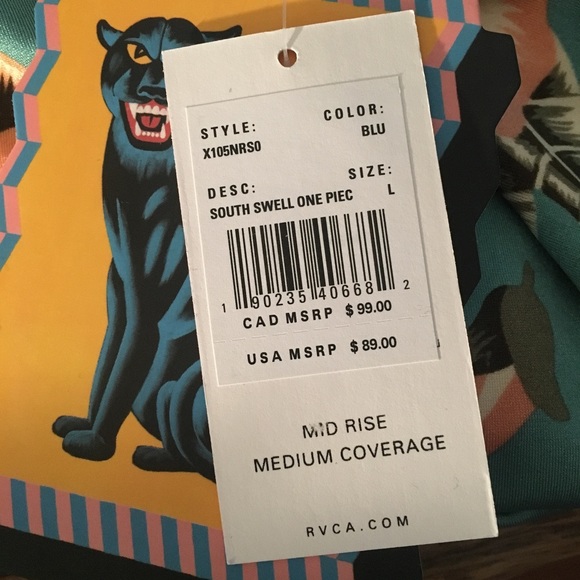 STYLE: COLOR:
X105NRS0 BLU
DESC: SIZE:
SOUTH SWELL ONE PIEC L
1 90235 40668 2
CAD MSRP $ 99.00
USA MSRP $ 89.00
MID RISE
MEDIUM COVERAGE
RVCA.COM